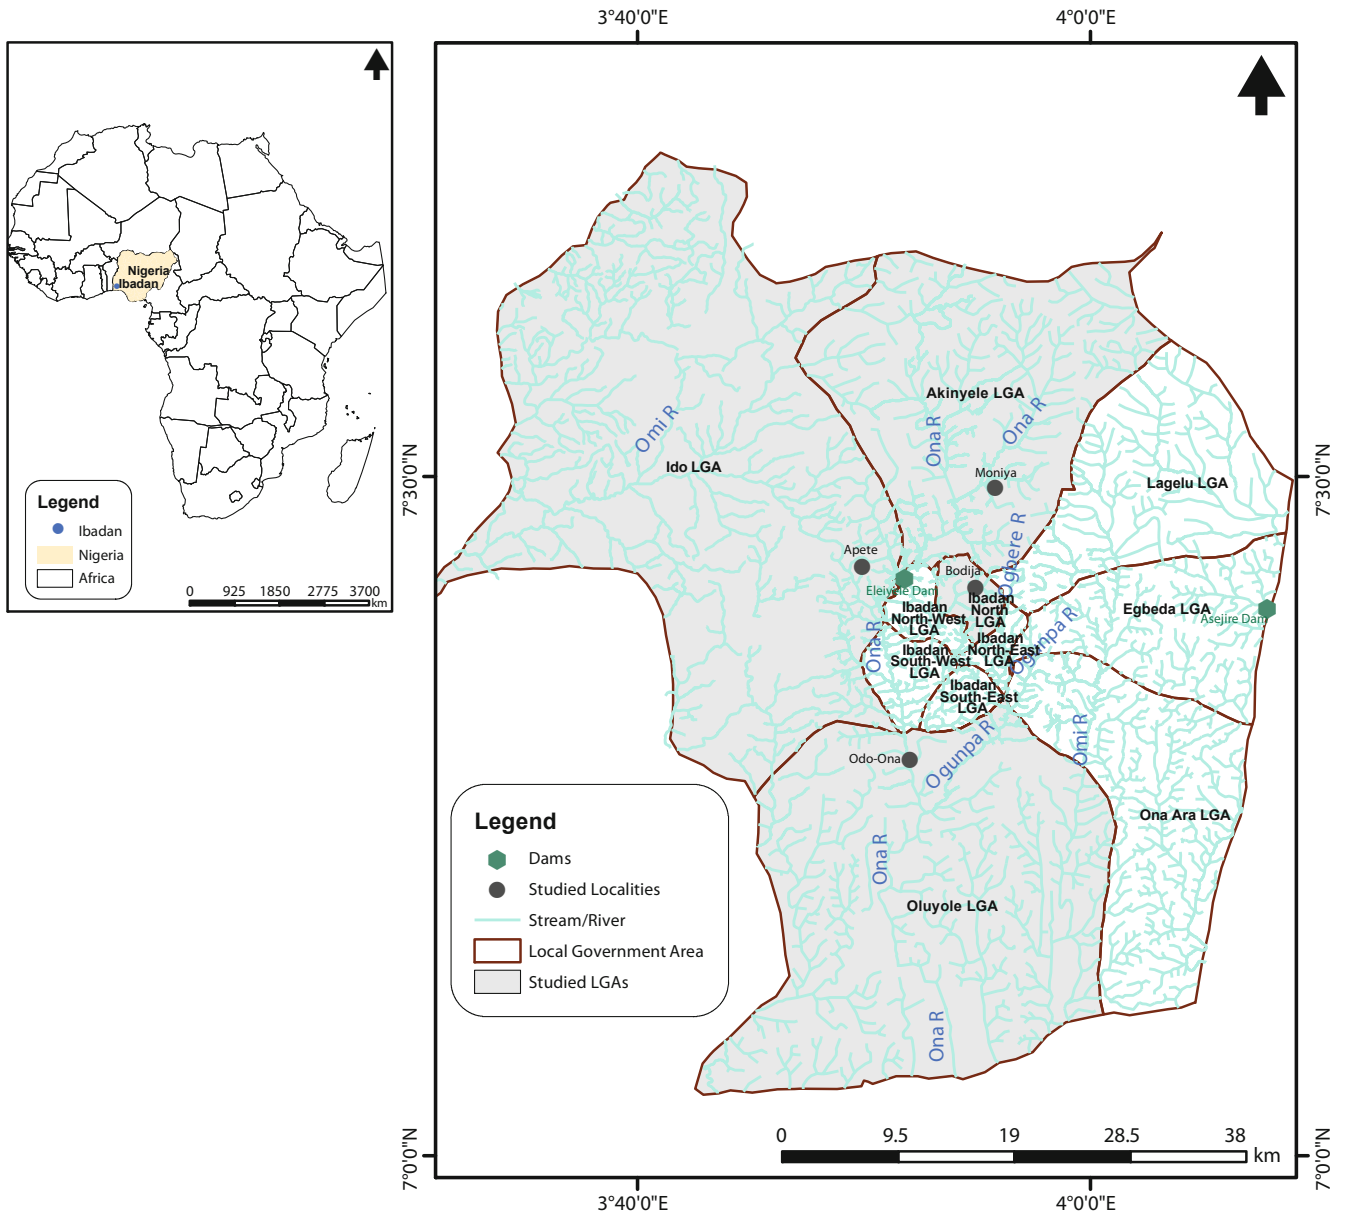 Nigeria
Ibadan
Legend
Ibadan
Nigeria
Africa
0 925 1850 2775 3700
km
3°40'0"E 4°0'0"E
7°30'0"N
7°30'0"N
Akinyele LGA
Omi R
Ona R
Ona R
Ido LGA
Moniya
Lagelu LGA
Ogbere R
Apete
Bodija
Eleiyele Dam
Ibadan
North
LGA
Ibadan
North-West
LGA
Egbeda LGA
Asejire Dam
Ona R
Ibadan
North-East
LGA
Ogunpa R
Ibadan
South-West
LGA
Ibadan
South-East
LGA
Omi R
Odo-Ona
Ogunpa R
Ona Ara LGA
Ona R
Oluyole LGA
Ona R
Legend
Dams
Studied Localities
Stream/River
Local Government Area
Studied LGAs
0 9.5 19 28.5 38
km
7°0'0"N
7°0'0"N
3°40'0"E 4°0'0"E